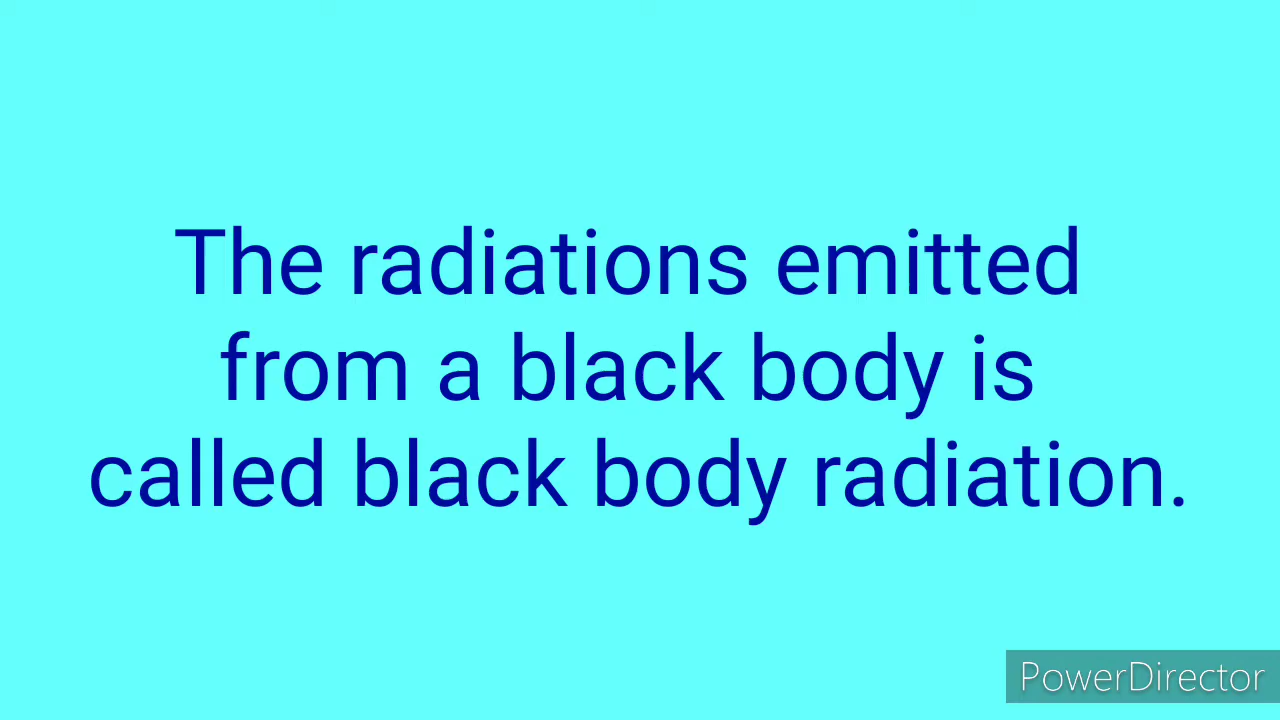 The radiations emitted
from a black body is
called black body radiation.
PowerDirector